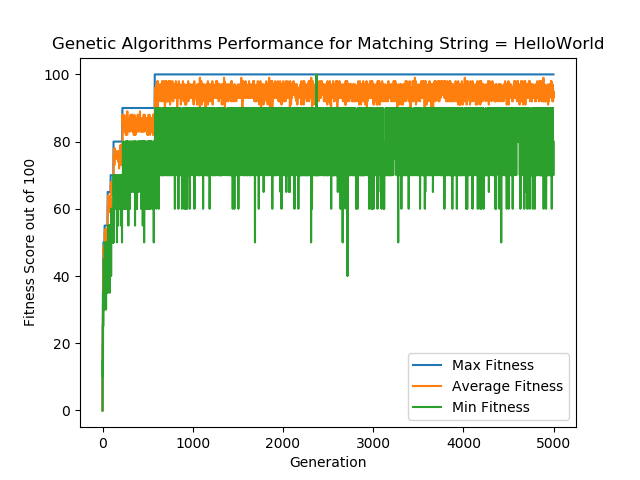 Genetic Algorithms Performance for Matching String = HelloWorld
100
80
60
40
20
0
Fitness Score out of 100
0 1000 2000 3000 4000 5000
Generation
Max Fitness
Average Fitness
Min Fitness